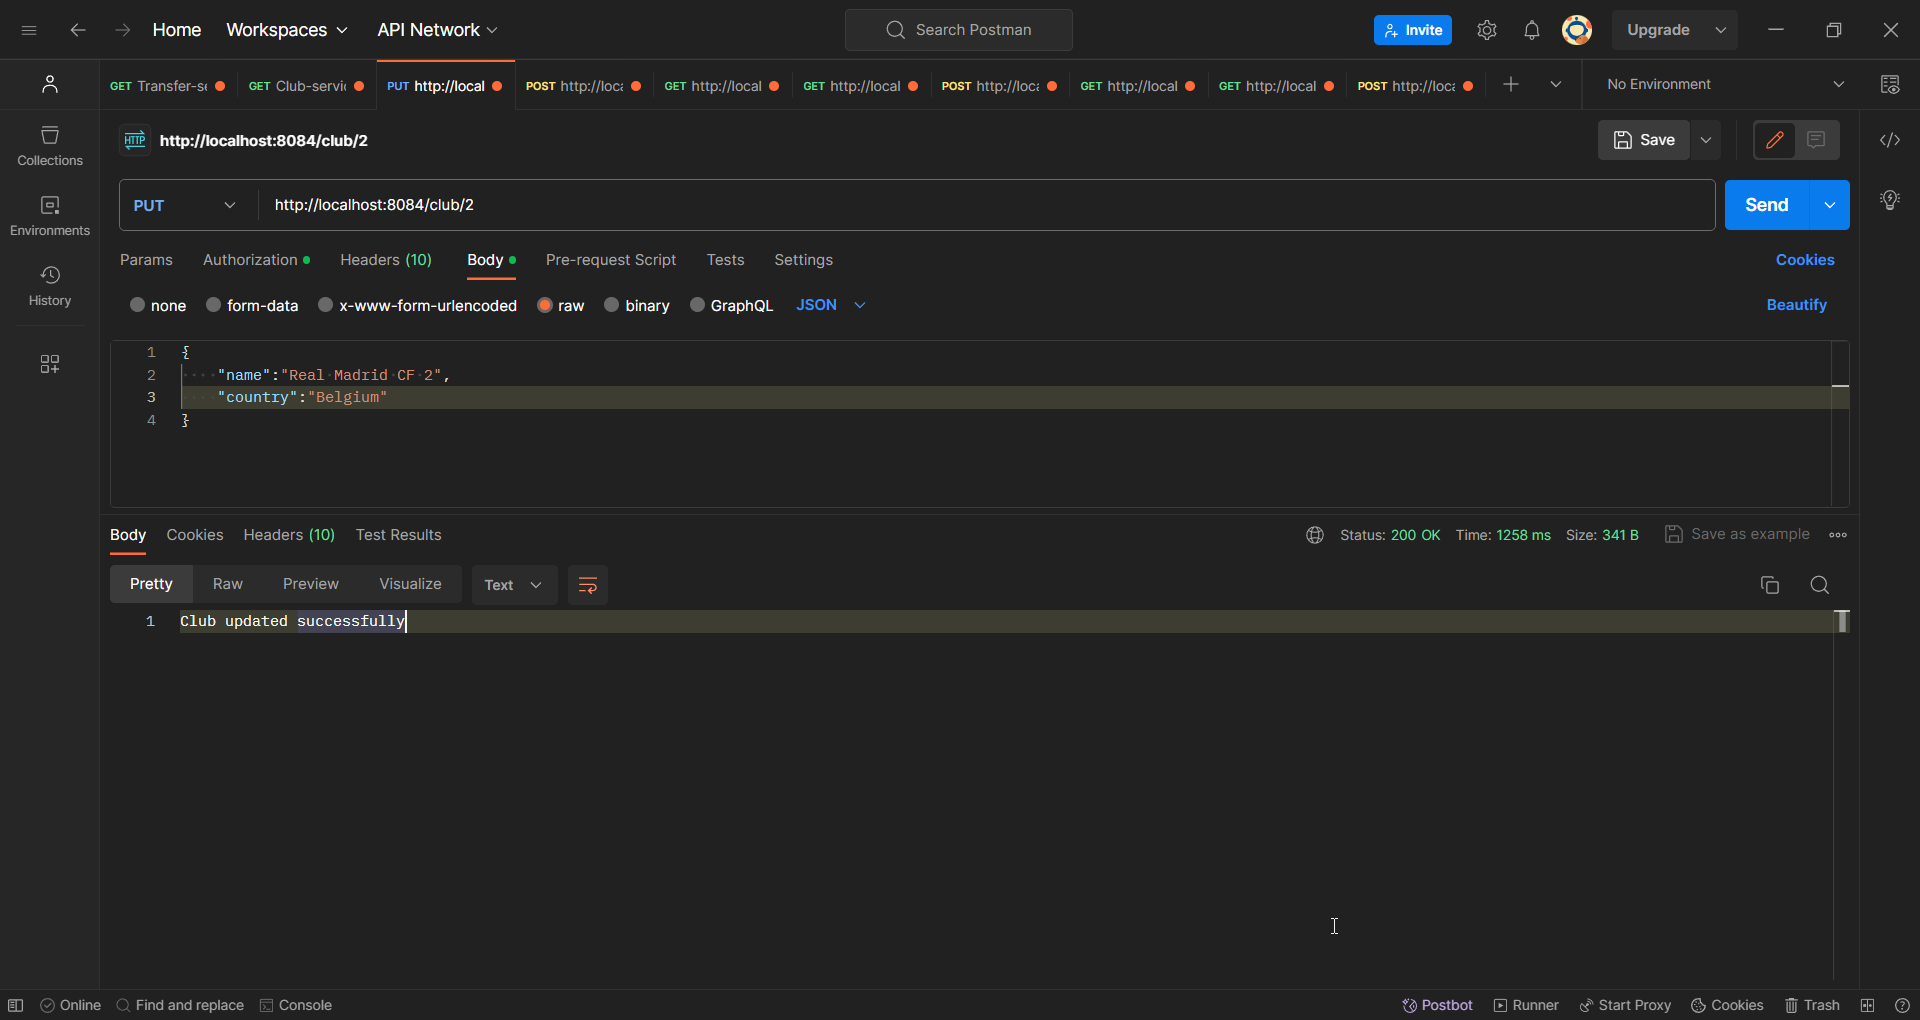 Home Workspaces API Network Search Postman Invite Upgrade
GET Transfer-se GET Club-servic PUT http://local POST http://loca GET http://local GET http://local POST http://loca GET http://local GET http://local POST http://loca No Environment
HTTP http://localhost:8084/club/2 Save
Collections
Environments
History
PUT http://localhost:8084/club/2 Send
Params Authorization Headers (10) Body Pre-request Script Tests Settings Cookies
none form-data x-www-form-urlencoded raw binary GraphQL JSON Beautify
1 {
2 "name":"Real Madrid CF 2",
3 "country":"Belgium"
4 }
Body Cookies Headers (10) Test Results Status: 200 OK Time: 1258 ms Size: 341 B Save as example
Pretty Raw Preview Visualize Text
1 Club updated successfully
Online Find and replace Console Postbot Runner Start Proxy Cookies Trash